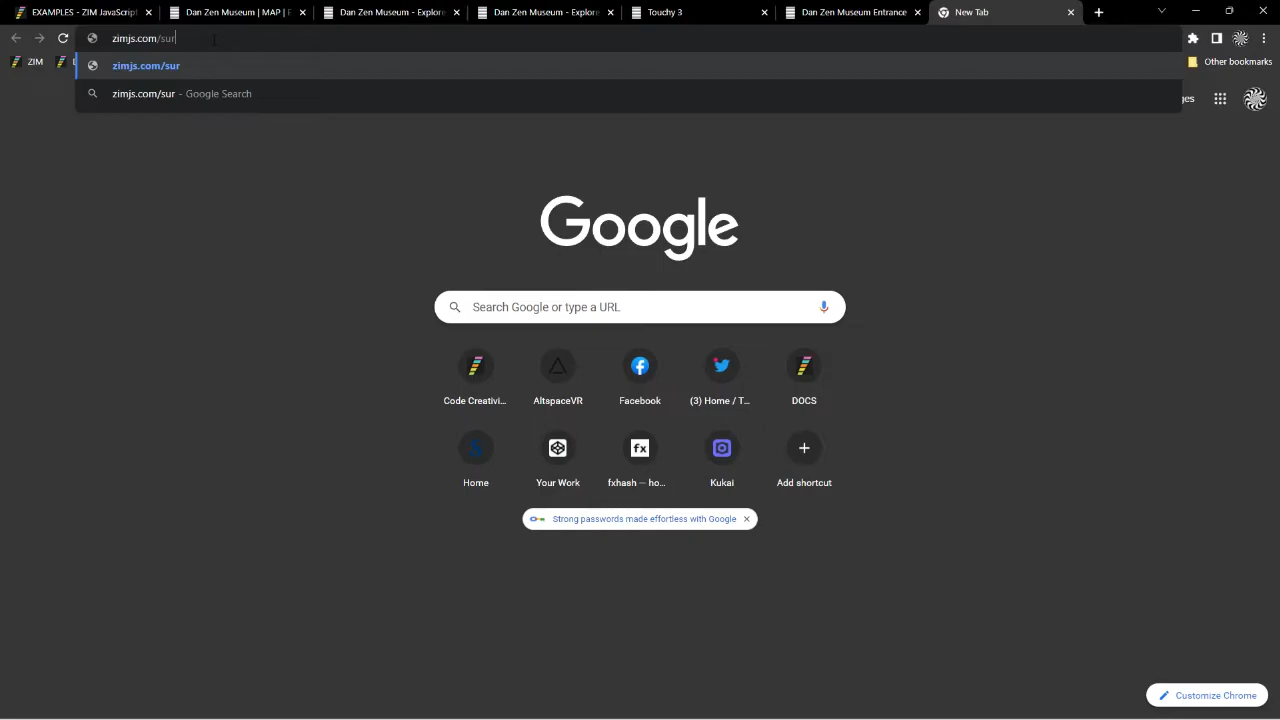 EXAMPLES - ZIM JavaScript
Dan Zen Museum | MAP | E
Dan Zen Museum - Explore
Dan Zen Museum - Explore
Touchy 3
Dan Zen Museum Entrance
New Tab
zimjs.com/sur
ZIM
Other bookmarks
zimjs.com/sur
zimjs.com/sur - Google Search
ges
Google
Search Google or type a URL
Code Creativi...
AltspaceVR
Facebook
(3) Home / T...
DOCS
fx
Home
Your Work
fxhash — ho...
Kukai
Add shortcut
Strong passwords made effortless with Google
Customize Chrome